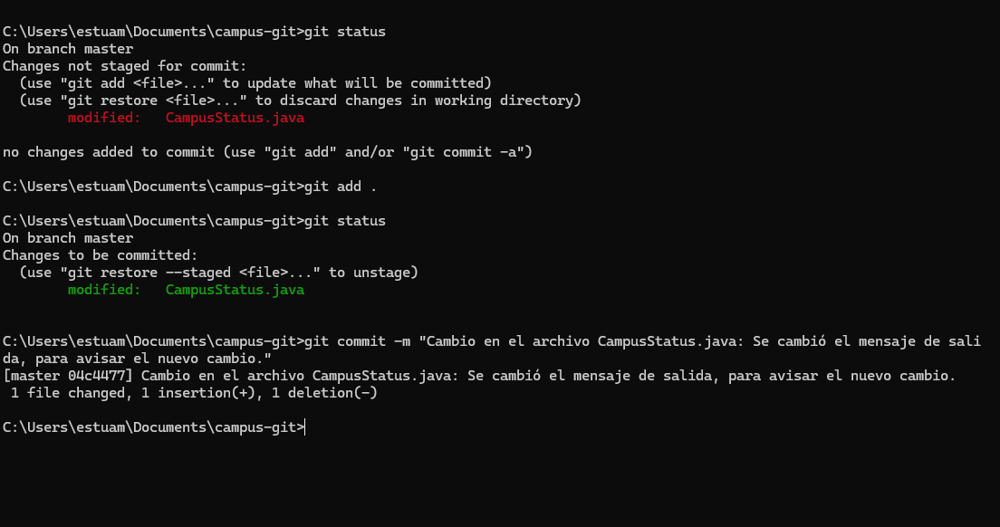 C:\Users\estuam\Documents\campus-git>git status
On branch master
Changes not staged for commit:
  (use "git add <file>..." to update what will be committed)
  (use "git restore <file>..." to discard changes in working directory)
        modified:   CampusStatus.java

no changes added to commit (use "git add" and/or "git commit -a")

C:\Users\estuam\Documents\campus-git>git add .

C:\Users\estuam\Documents\campus-git>git status
On branch master
Changes to be committed:
  (use "git restore --staged <file>..." to unstage)
        modified:   CampusStatus.java


C:\Users\estuam\Documents\campus-git>git commit -m "Cambio en el archivo CampusStatus.java: Se cambió el mensaje de sali
da, para avisar el nuevo cambio."
[master 04c4477] Cambio en el archivo CampusStatus.java: Se cambió el mensaje de salida, para avisar el nuevo cambio.
 1 file changed, 1 insertion(+), 1 deletion(-)

C:\Users\estuam\Documents\campus-git>